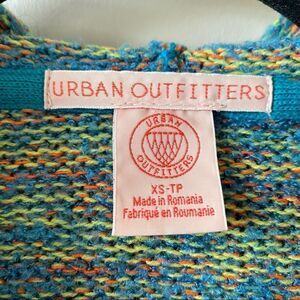 URBAN OUTFITTERS
URBAN
OUTFITTERS
XS-TP
Made in Romania
Fabriqué en Roumanie